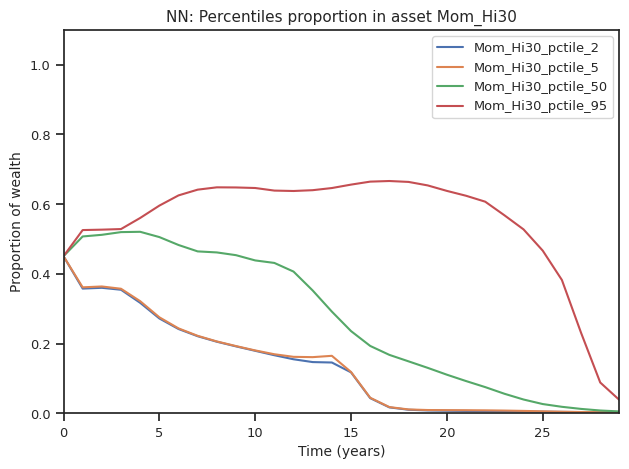 NN: Percentiles proportion in asset Mom_Hi30
Mom_Hi30_pctile_2
Mom_Hi30_pctile_5
Mom_Hi30_pctile_50
Mom_Hi30_pctile_95
Proportion of wealth
1.0
0.8
0.6
0.4
0.2
0.0
0 5 10 15 20 25
Time (years)